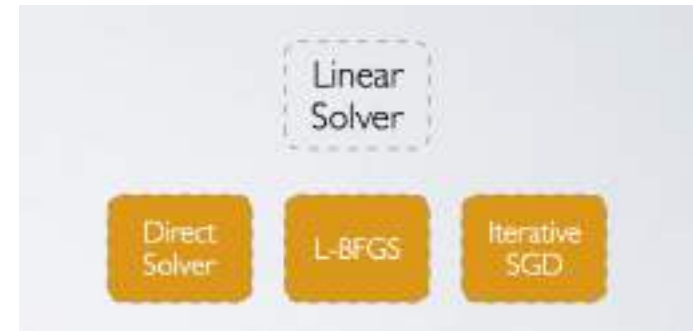 Linear
Solver
Direct
Solver
L-BFGS
Iterative
SGD